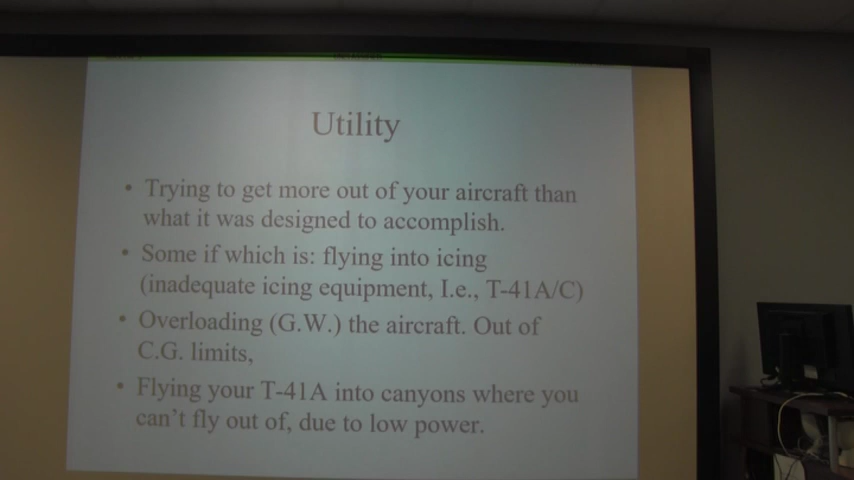 Utility
• Trying to get more out of your aircraft than
what it was designed to accomplish.
• Some if which is: flying into icing
(inadequate icing equipment, I.e., T-41A/C)
• Overloading (G.W.) the aircraft. Out of
C.G. limits,
• Flying your T-41A into canyons where you
can't fly out of, due to low power.